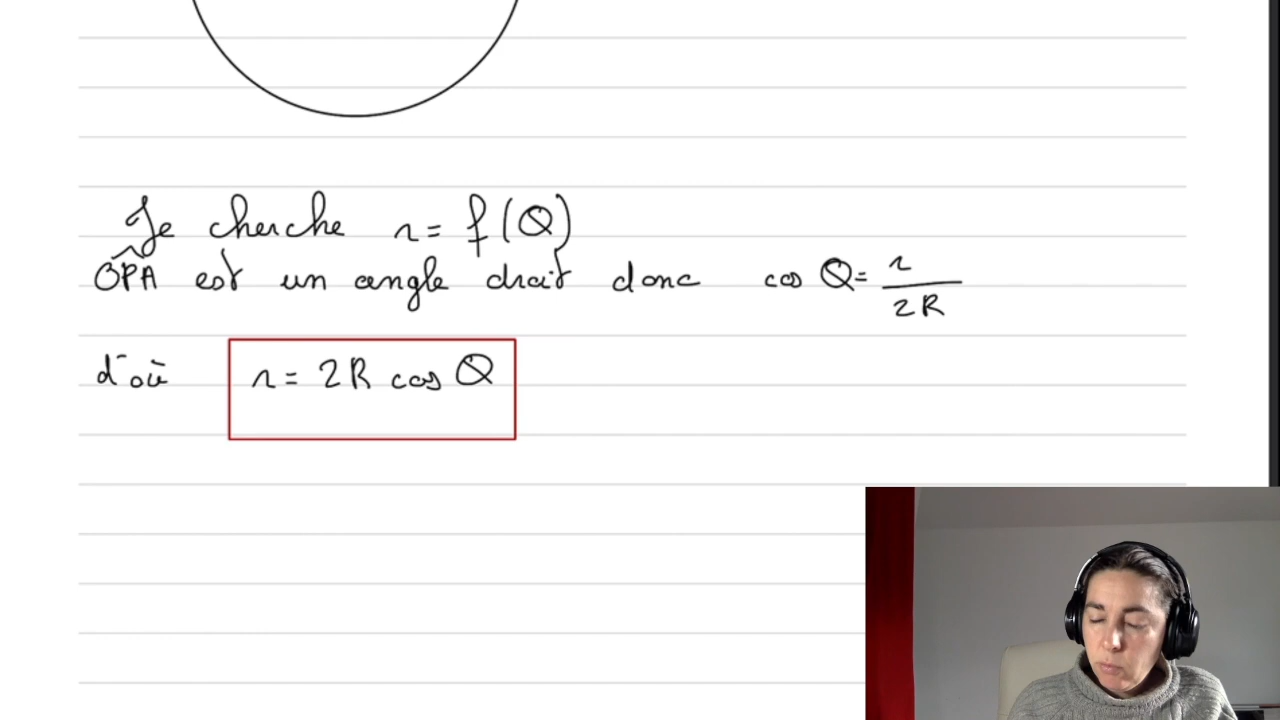 Je cherche r = f(θ)
OPA est un angle droit donc cos θ = r / 2R
d'où r = 2R cos θ